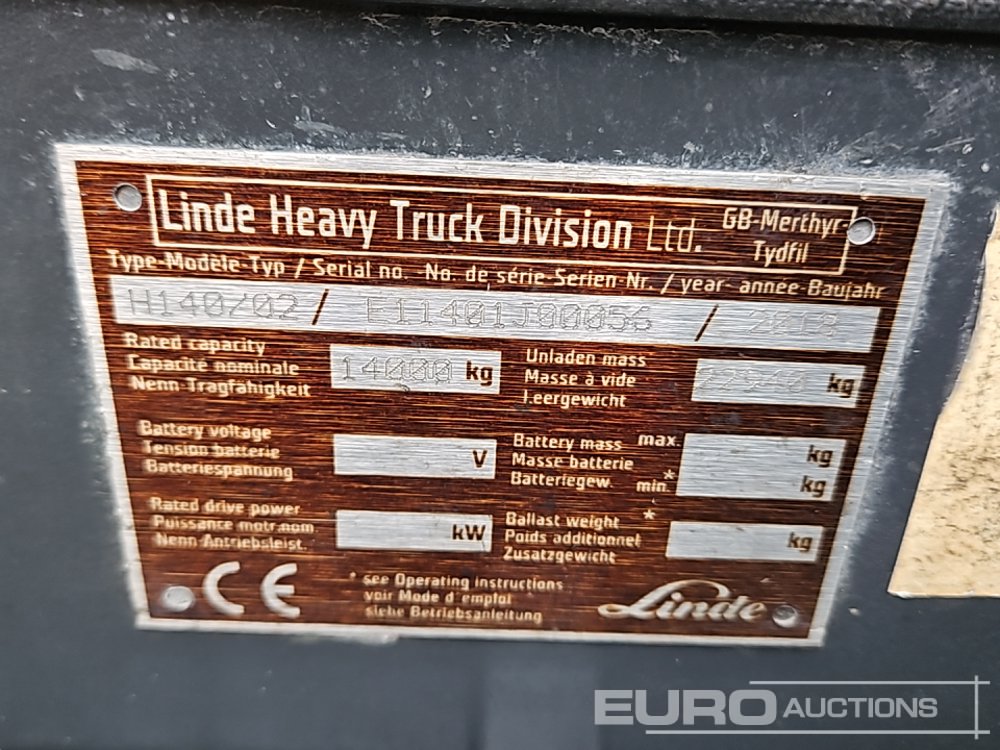 Linde Heavy Truck Division Ltd. GB-Merthyr-Tydfil
Type-Modèle-Typ / Serial no. -No. de série-Serien-Nr. / year- année-Baujahr
H140/02 / E11401J00056 /
Rated capacity
Capacité nominale
Nenn Tragfähigkeit
14000 kg
Unladen mass
Masse à vide
Leergewicht
kg
Battery voltage
Tension batterie
Batteriespannung
V
Battery mass max. kg
Masse batterie
Batteriegew. min.* kg
Rated drive power
Puissance motr.nom
Nenn-Antriebsleist.
kW
Ballast weight *
Poids additionnel
Zusatzgewicht
kg
CE
* see Operating instructions
voir Mode d'emploi
siehe Betriebsanleitung
Linde
EURO AUCTIONS